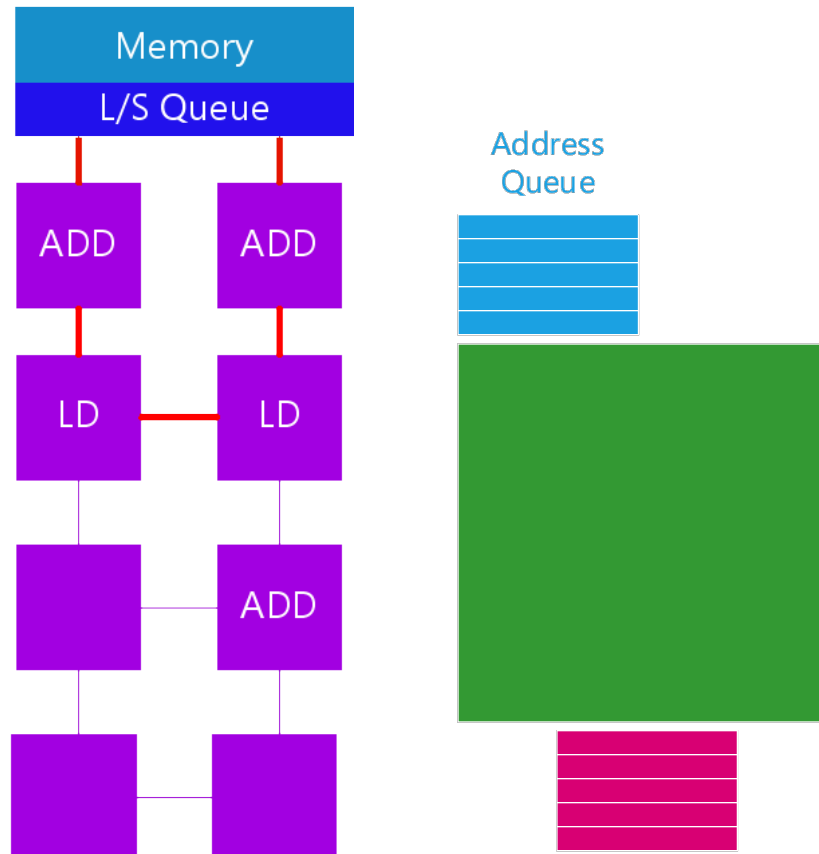 Memory
L/S Queue
Address
Queue
ADD ADD
LD LD
ADD